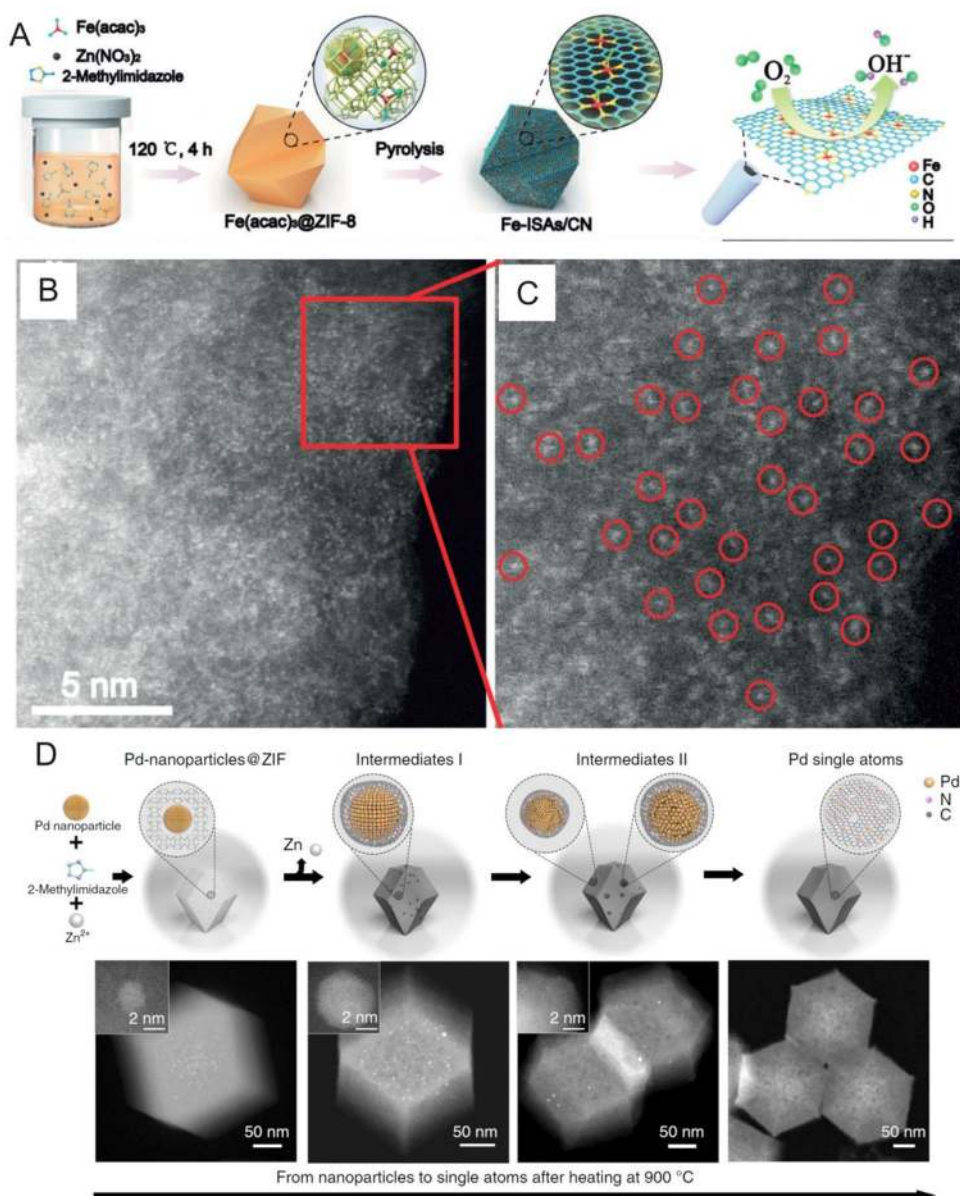 A
Fe(acac)₃
Zn(NO₃)₂
2-Methylimidazole
120 ℃, 4 h
Fe(acac)₃@ZIF-8
Pyrolysis
Fe-ISAs/CN
O₂
OH⁻
Fe
C
N
O
H
B
5 nm
C
D
Pd-nanoparticles@ZIF
Intermediates I
Intermediates II
Pd single atoms
Pd nanoparticle
+
2-Methylimidazole
+
Zn²⁺
Zn
Pd
N
C
2 nm
50 nm
2 nm
50 nm
2 nm
50 nm
50 nm
From nanoparticles to single atoms after heating at 900 °C